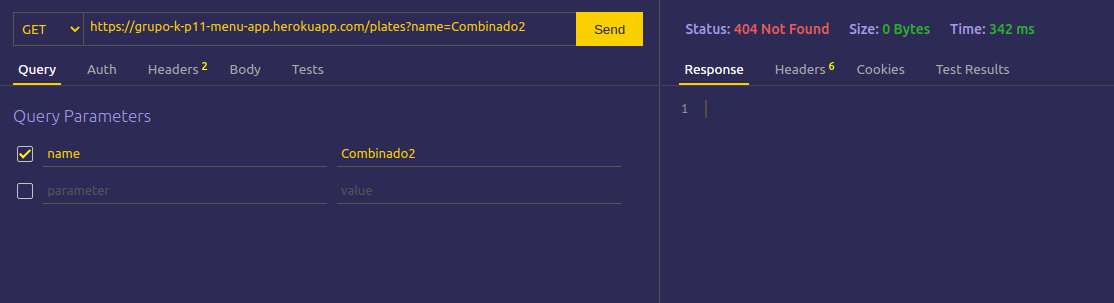 GET https://grupo-k-p11-menu-app.herokuapp.com/plates?name=Combinado2 Send
Query Auth Headers 2 Body Tests
Query Parameters
name Combinado2
parameter value
Status: 404 Not Found Size: 0 Bytes Time: 342 ms
Response Headers 6 Cookies Test Results
1